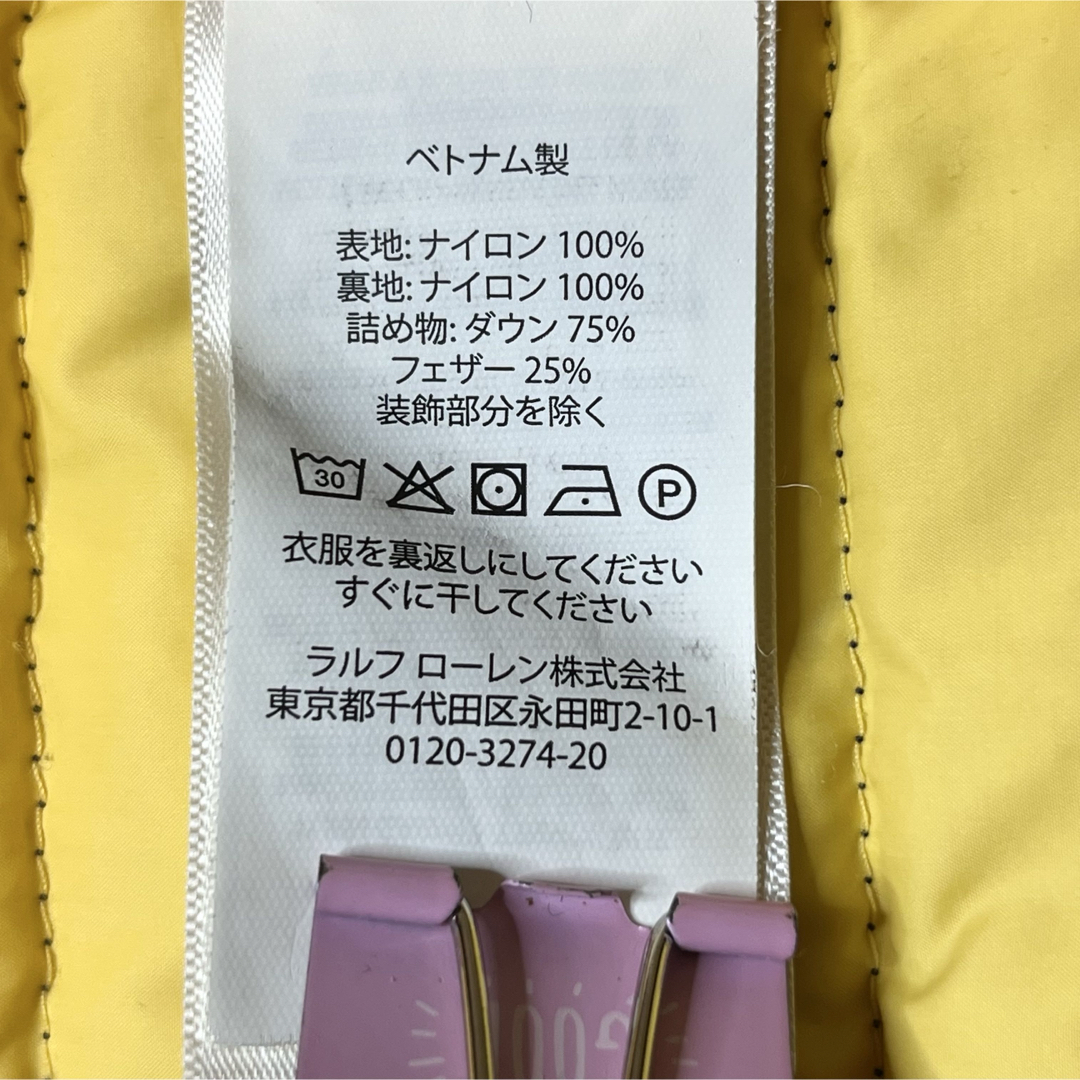 ベトナム製
表地: ナイロン 100%
裏地: ナイロン 100%
詰め物: ダウン 75%
フェザー 25%
装飾部分を除く
30 P
衣服を裏返しにしてください
すぐに干してください
ラルフ ローレン株式会社
東京都千代田区永田町2-10-1
0120-3274-20